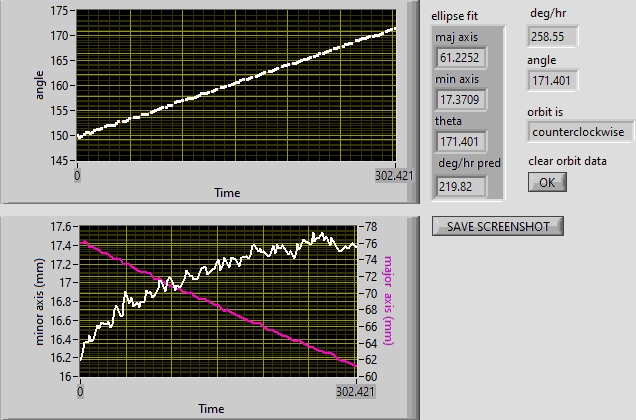 175
170
165
160
155
150
145
angle
0
302.421
Time
ellipse fit
maj axis
61.2252
min axis
17.3709
theta
171.401
deg/hr pred
219.82
deg/hr
258.55
angle
171.401
orbit is
counterclockwise
clear orbit data
OK
SAVE SCREENSHOT
17.6
17.4
17.2
17
16.8
16.6
16.4
16.2
16
minor axis (mm)
78
76
74
72
70
68
66
64
62
60
major axis (mm)
0
302.421
Time